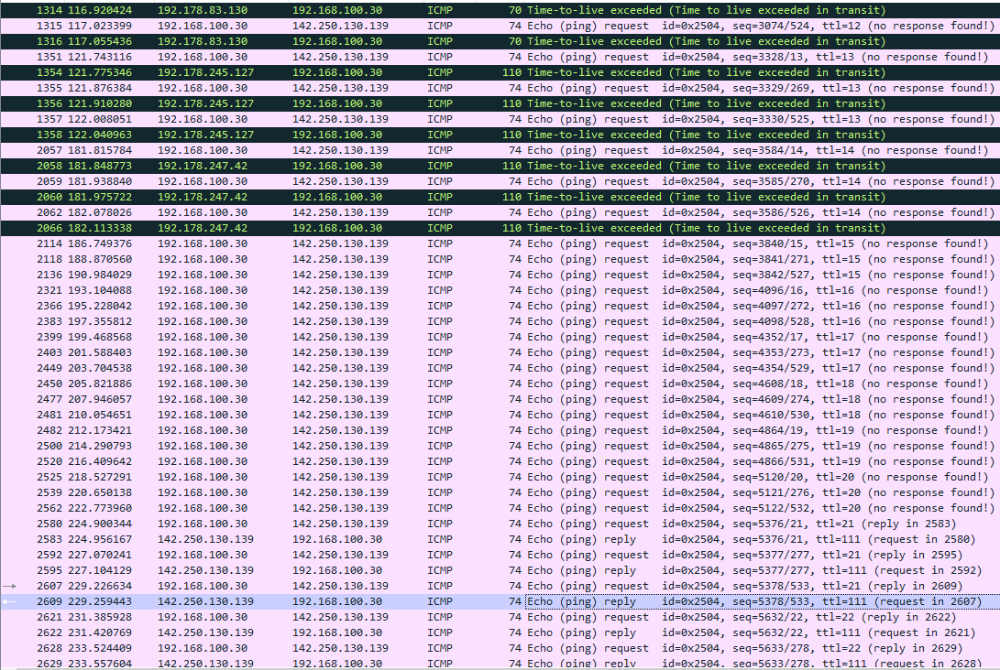 1314 116.920424 192.178.83.130 192.168.100.30 ICMP 70 Time-to-live exceeded (Time to live exceeded in transit)
1315 117.023399 192.168.100.30 142.250.130.139 ICMP 74 Echo (ping) request id=0x2504, seq=3074/524, ttl=12 (no response found!)
1316 117.055436 192.178.83.130 192.168.100.30 ICMP 70 Time-to-live exceeded (Time to live exceeded in transit)
1351 121.743116 192.168.100.30 142.250.130.139 ICMP 74 Echo (ping) request id=0x2504, seq=3328/13, ttl=13 (no response found!)
1354 121.775346 192.178.245.127 192.168.100.30 ICMP 110 Time-to-live exceeded (Time to live exceeded in transit)
1355 121.876384 192.168.100.30 142.250.130.139 ICMP 74 Echo (ping) request id=0x2504, seq=3329/269, ttl=13 (no response found!)
1356 121.910280 192.178.245.127 192.168.100.30 ICMP 110 Time-to-live exceeded (Time to live exceeded in transit)
1357 122.008051 192.168.100.30 142.250.130.139 ICMP 74 Echo (ping) request id=0x2504, seq=3330/525, ttl=13 (no response found!)
1358 122.040963 192.178.245.127 192.168.100.30 ICMP 110 Time-to-live exceeded (Time to live exceeded in transit)
2057 181.815784 192.168.100.30 142.250.130.139 ICMP 74 Echo (ping) request id=0x2504, seq=3584/14, ttl=14 (no response found!)
2058 181.848773 192.178.247.42 192.168.100.30 ICMP 110 Time-to-live exceeded (Time to live exceeded in transit)
2059 181.938840 192.168.100.30 142.250.130.139 ICMP 74 Echo (ping) request id=0x2504, seq=3585/270, ttl=14 (no response found!)
2060 181.975722 192.178.247.42 192.168.100.30 ICMP 110 Time-to-live exceeded (Time to live exceeded in transit)
2062 182.078026 192.168.100.30 142.250.130.139 ICMP 74 Echo (ping) request id=0x2504, seq=3586/526, ttl=14 (no response found!)
2066 182.113338 192.178.247.42 192.168.100.30 ICMP 110 Time-to-live exceeded (Time to live exceeded in transit)
2114 186.749376 192.168.100.30 142.250.130.139 ICMP 74 Echo (ping) request id=0x2504, seq=3840/15, ttl=15 (no response found!)
2118 188.870560 192.168.100.30 142.250.130.139 ICMP 74 Echo (ping) request id=0x2504, seq=3841/271, ttl=15 (no response found!)
2136 190.984029 192.168.100.30 142.250.130.139 ICMP 74 Echo (ping) request id=0x2504, seq=3842/527, ttl=15 (no response found!)
2321 193.104088 192.168.100.30 142.250.130.139 ICMP 74 Echo (ping) request id=0x2504, seq=4096/16, ttl=16 (no response found!)
2366 195.228042 192.168.100.30 142.250.130.139 ICMP 74 Echo (ping) request id=0x2504, seq=4097/272, ttl=16 (no response found!)
2383 197.355812 192.168.100.30 142.250.130.139 ICMP 74 Echo (ping) request id=0x2504, seq=4098/528, ttl=16 (no response found!)
2399 199.468568 192.168.100.30 142.250.130.139 ICMP 74 Echo (ping) request id=0x2504, seq=4352/17, ttl=17 (no response found!)
2403 201.588403 192.168.100.30 142.250.130.139 ICMP 74 Echo (ping) request id=0x2504, seq=4353/273, ttl=17 (no response found!)
2449 203.704538 192.168.100.30 142.250.130.139 ICMP 74 Echo (ping) request id=0x2504, seq=4354/529, ttl=17 (no response found!)
2450 205.821886 192.168.100.30 142.250.130.139 ICMP 74 Echo (ping) request id=0x2504, seq=4608/18, ttl=18 (no response found!)
2477 207.946057 192.168.100.30 142.250.130.139 ICMP 74 Echo (ping) request id=0x2504, seq=4609/274, ttl=18 (no response found!)
2481 210.054651 192.168.100.30 142.250.130.139 ICMP 74 Echo (ping) request id=0x2504, seq=4610/530, ttl=18 (no response found!)
2482 212.173421 192.168.100.30 142.250.130.139 ICMP 74 Echo (ping) request id=0x2504, seq=4864/19, ttl=19 (no response found!)
2500 214.290793 192.168.100.30 142.250.130.139 ICMP 74 Echo (ping) request id=0x2504, seq=4865/275, ttl=19 (no response found!)
2520 216.409642 192.168.100.30 142.250.130.139 ICMP 74 Echo (ping) request id=0x2504, seq=4866/531, ttl=19 (no response found!)
2525 218.527291 192.168.100.30 142.250.130.139 ICMP 74 Echo (ping) request id=0x2504, seq=5120/20, ttl=20 (no response found!)
2539 220.650138 192.168.100.30 142.250.130.139 ICMP 74 Echo (ping) request id=0x2504, seq=5121/276, ttl=20 (no response found!)
2562 222.773960 192.168.100.30 142.250.130.139 ICMP 74 Echo (ping) request id=0x2504, seq=5122/532, ttl=20 (no response found!)
2580 224.900344 192.168.100.30 142.250.130.139 ICMP 74 Echo (ping) request id=0x2504, seq=5376/21, ttl=21 (reply in 2583)
2583 224.956167 142.250.130.139 192.168.100.30 ICMP 74 Echo (ping) reply id=0x2504, seq=5376/21, ttl=111 (request in 2580)
2592 227.070241 192.168.100.30 142.250.130.139 ICMP 74 Echo (ping) request id=0x2504, seq=5377/277, ttl=21 (reply in 2595)
2595 227.104129 142.250.130.139 192.168.100.30 ICMP 74 Echo (ping) reply id=0x2504, seq=5377/277, ttl=111 (request in 2592)
2607 229.226634 192.168.100.30 142.250.130.139 ICMP 74 Echo (ping) request id=0x2504, seq=5378/533, ttl=21 (reply in 2609)
2609 229.259443 142.250.130.139 192.168.100.30 ICMP 74 Echo (ping) reply id=0x2504, seq=5378/533, ttl=111 (request in 2607)
2621 231.385928 192.168.100.30 142.250.130.139 ICMP 74 Echo (ping) request id=0x2504, seq=5632/22, ttl=22 (reply in 2622)
2622 231.420769 142.250.130.139 192.168.100.30 ICMP 74 Echo (ping) reply id=0x2504, seq=5632/22, ttl=111 (request in 2621)
2628 233.524409 192.168.100.30 142.250.130.139 ICMP 74 Echo (ping) request id=0x2504, seq=5633/278, ttl=22 (reply in 2629)
2629 233.557604 142.250.130.139 192.168.100.30 ICMP 74 Echo (ping) reply id=0x2504, seq=5633/278, ttl=111 (request in 2628)